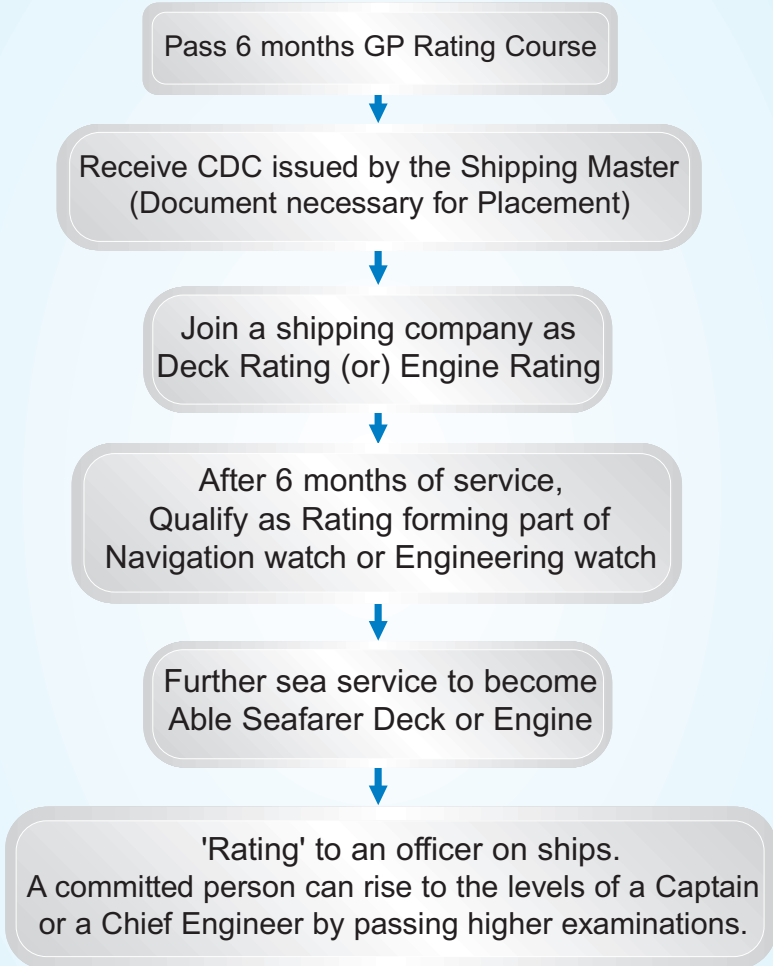 Pass 6 months GP Rating Course
Receive CDC issued by the Shipping Master
(Document necessary for Placement)
Join a shipping company as
Deck Rating (or) Engine Rating
After 6 months of service,
Qualify as Rating forming part of
Navigation watch or Engineering watch
Further sea service to become
Able Seafarer Deck or Engine
'Rating' to an officer on ships.
A committed person can rise to the levels of a Captain
or a Chief Engineer by passing higher examinations.